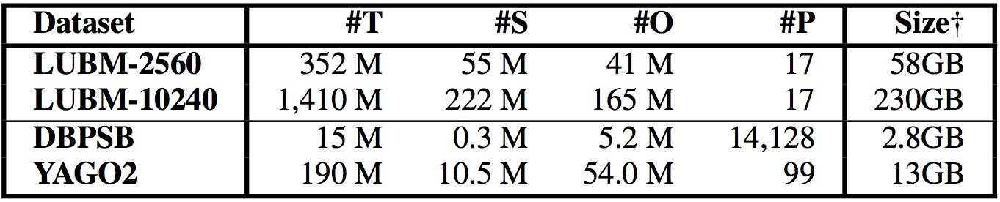 Dataset #T #S #O #P Size†
LUBM-2560 352 M 55 M 41 M 17 58GB
LUBM-10240 1,410 M 222 M 165 M 17 230GB
DBPSB 15 M 0.3 M 5.2 M 14,128 2.8GB
YAGO2 190 M 10.5 M 54.0 M 99 13GB